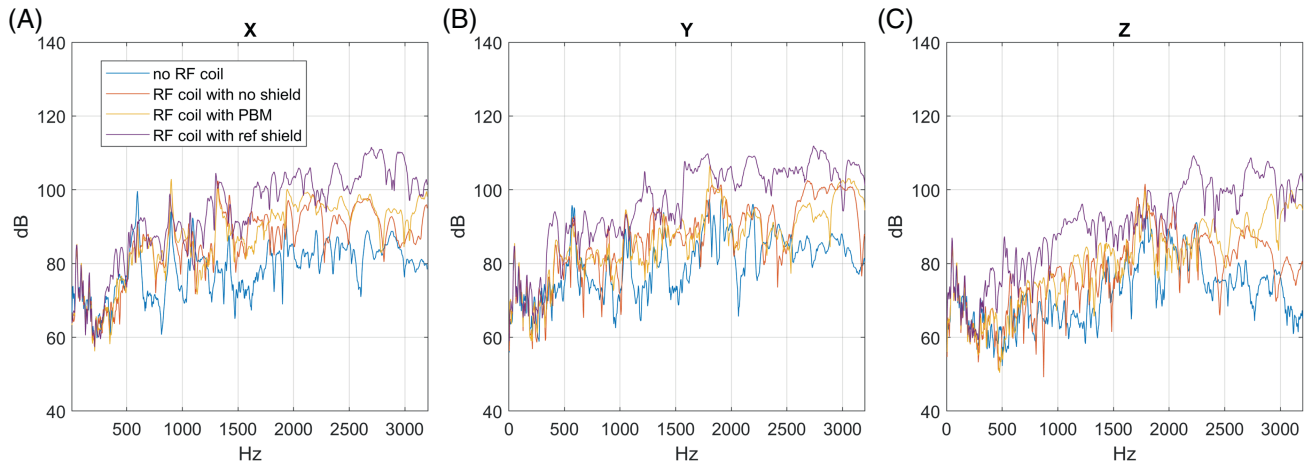 (A)
X
140
120
100
80
60
40
dB
no RF coil
RF coil with no shield
RF coil with PBM
RF coil with ref shield
500 1000 1500 2000 2500 3000
Hz
(B)
Y
140
120
100
80
60
40
dB
0 500 1000 1500 2000 2500 3000
Hz
(C)
Z
140
120
100
80
60
40
dB
0 500 1000 1500 2000 2500 3000
Hz